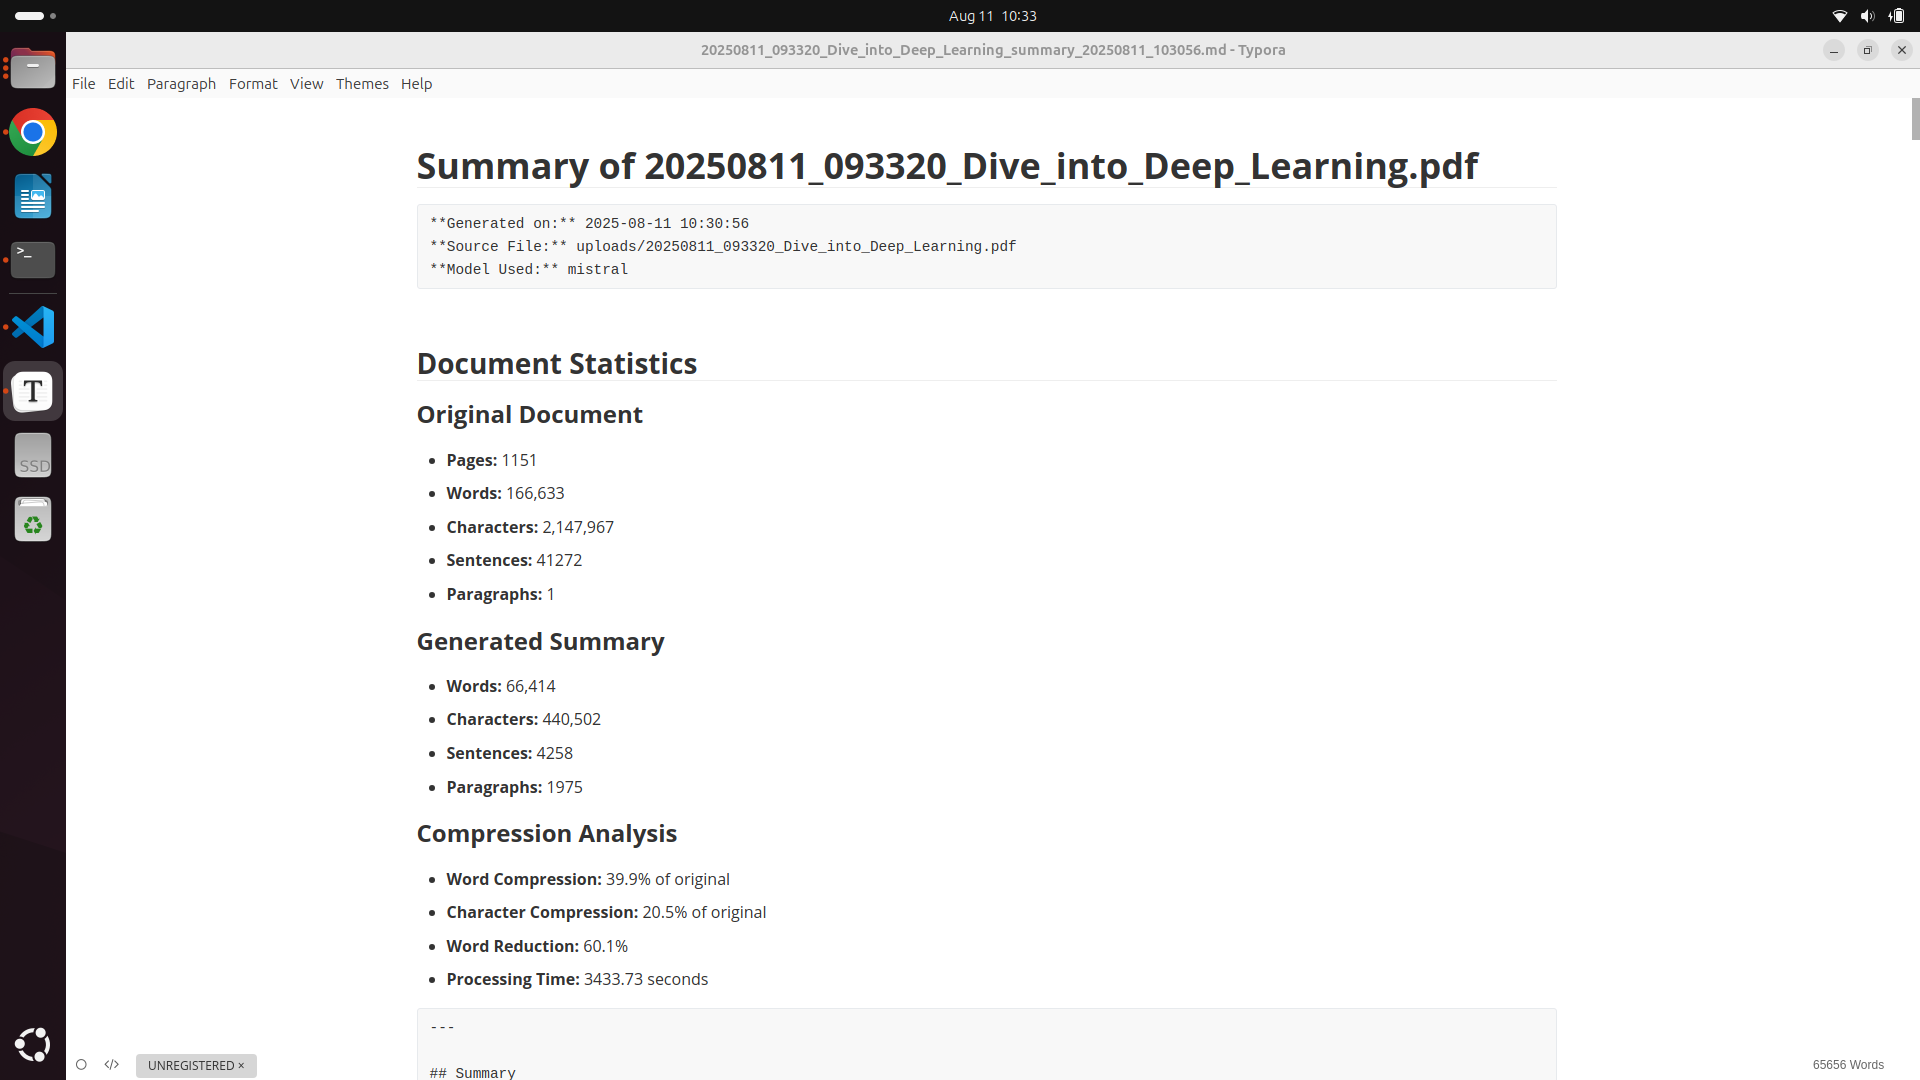 Aug 11 10:33
20250811_093320_Dive_into_Deep_Learning_summary_20250811_103056.md - Typora
File Edit Paragraph Format View Themes Help
Summary of 20250811_093320_Dive_into_Deep_Learning.pdf
**Generated on:** 2025-08-11 10:30:56
**Source File:** uploads/20250811_093320_Dive_into_Deep_Learning.pdf
**Model Used:** mistral
Document Statistics
Original Document
• Pages: 1151
• Words: 166,633
• Characters: 2,147,967
• Sentences: 41272
• Paragraphs: 1
Generated Summary
• Words: 66,414
• Characters: 440,502
• Sentences: 4258
• Paragraphs: 1975
Compression Analysis
• Word Compression: 39.9% of original
• Character Compression: 20.5% of original
• Word Reduction: 60.1%
• Processing Time: 3433.73 seconds
---
## Summary
>_
T
SSD
</> UNREGISTERED × 65656 Words